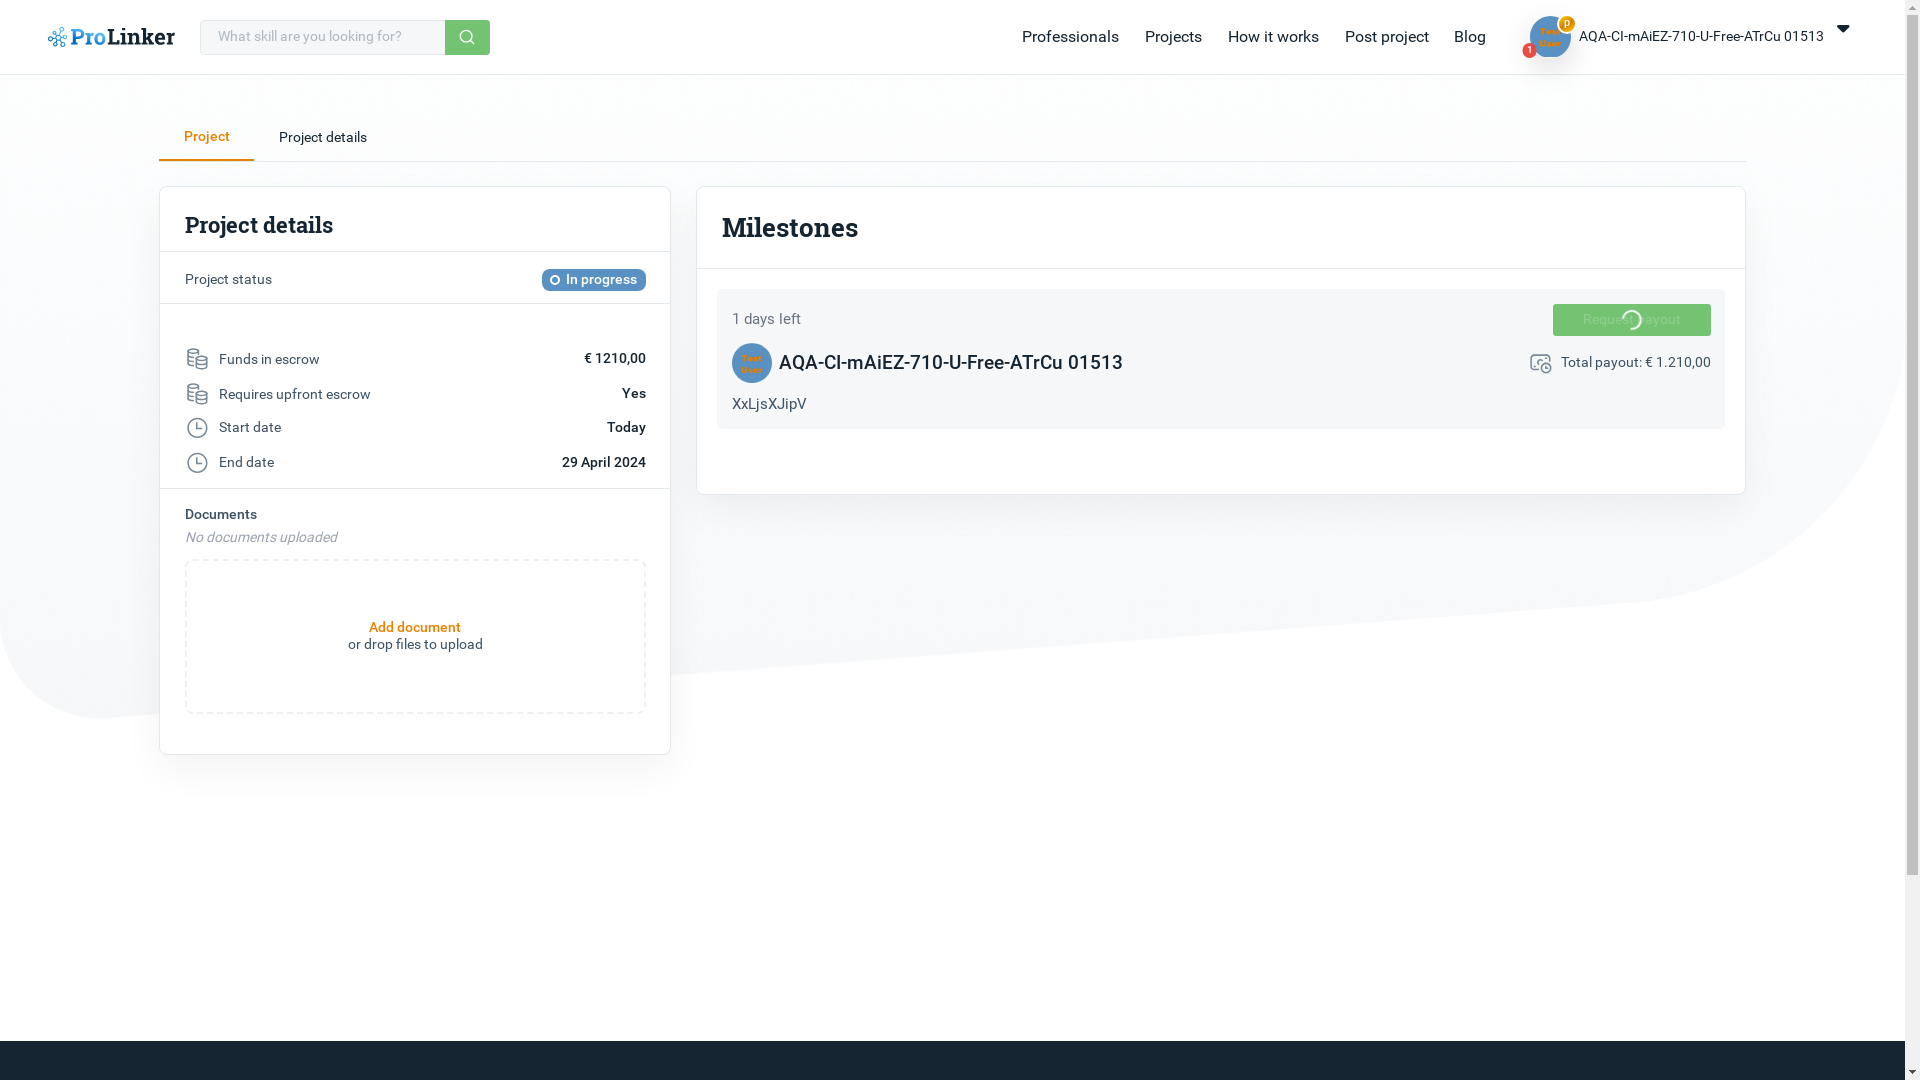 ProLinker
What skill are you looking for?
Professionals
Projects
How it works
Post project
Blog
Test
User
p
1
AQA-CI-mAiEZ-710-U-Free-ATrCu 01513
Project
Project details
Project details
Project status
In progress
Funds in escrow
€ 1210,00
Requires upfront escrow
Yes
Start date
Today
End date
29 April 2024
Documents
No documents uploaded
Add document
or drop files to upload
Milestones
1 days left
Request payout
Test
User
AQA-CI-mAiEZ-710-U-Free-ATrCu 01513
Total payout: € 1.210,00
XxLjsXJipV